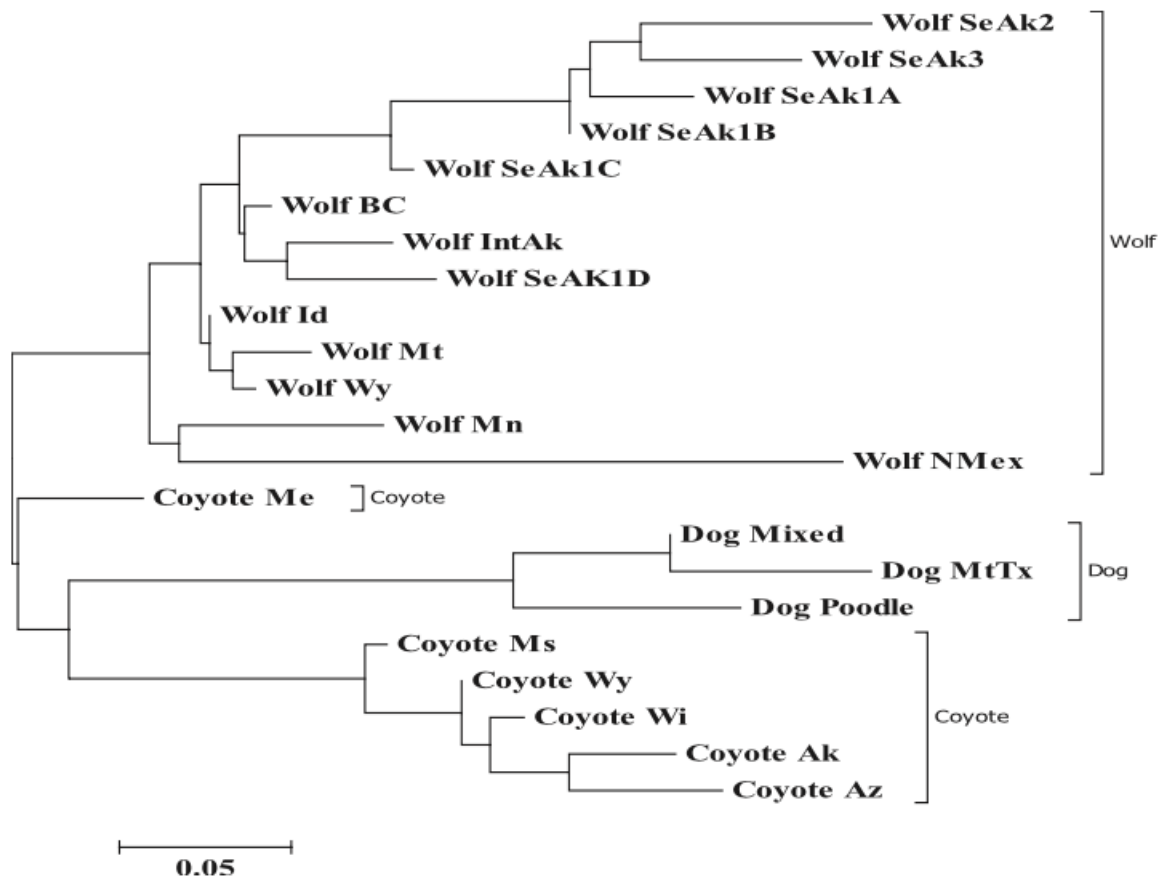 Wolf SeAk2
Wolf SeAk3
Wolf SeAk1A
Wolf SeAk1B
Wolf SeAk1C
Wolf BC
Wolf IntAk
Wolf SeAK1D
Wolf Id
Wolf Mt
Wolf Wy
Wolf Mn
Wolf NMex
Wolf
Coyote Me
Coyote
Dog Mixed
Dog MtTx
Dog Poodle
Dog
Coyote Ms
Coyote Wy
Coyote Wi
Coyote Ak
Coyote Az
Coyote
0.05